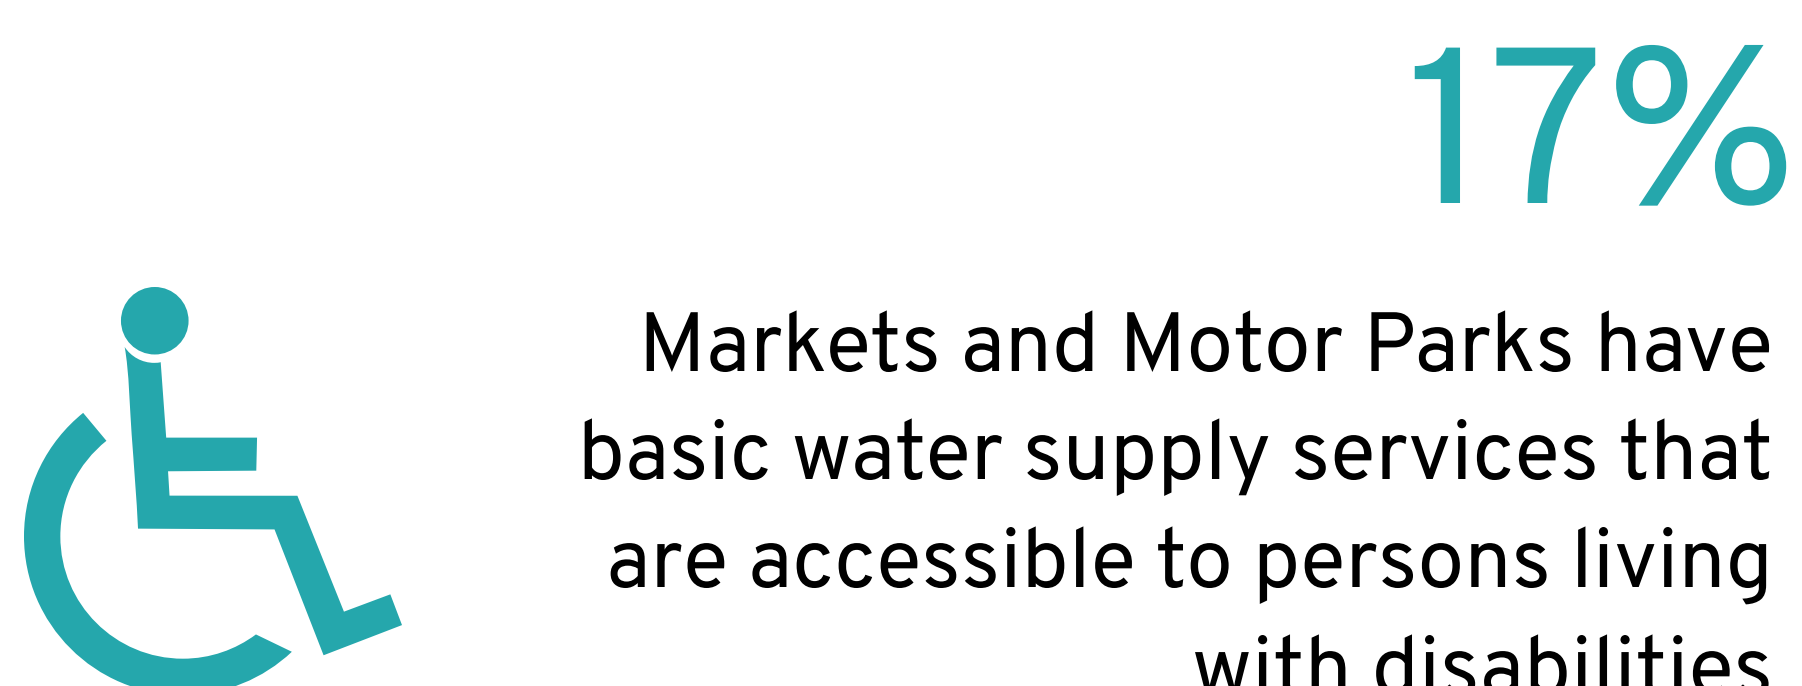 17%
Markets and Motor Parks have
basic water supply services that
are accessible to persons living
with disabilities